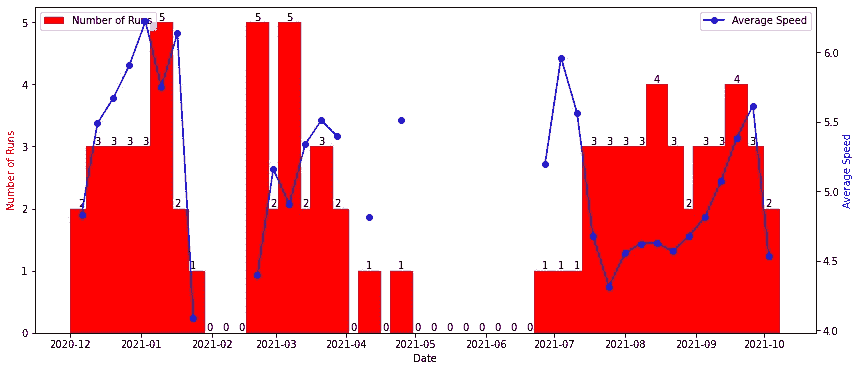 Number of Runs
Average Speed
5
4
3
2
1
0
Number of Runs
6.0
5.5
5.0
4.5
4.0
Average Speed
2 3 3 3 3 5 2 1 0 0 0 5 2 5 2 3 2 0 1 0 1 0 0 0 0 0 0 0 0 1 1 1 3 3 3 3 4 3 2 3 3 4 3 2
2020-12 2021-01 2021-02 2021-03 2021-04 2021-05 2021-06 2021-07 2021-08 2021-09 2021-10
Date